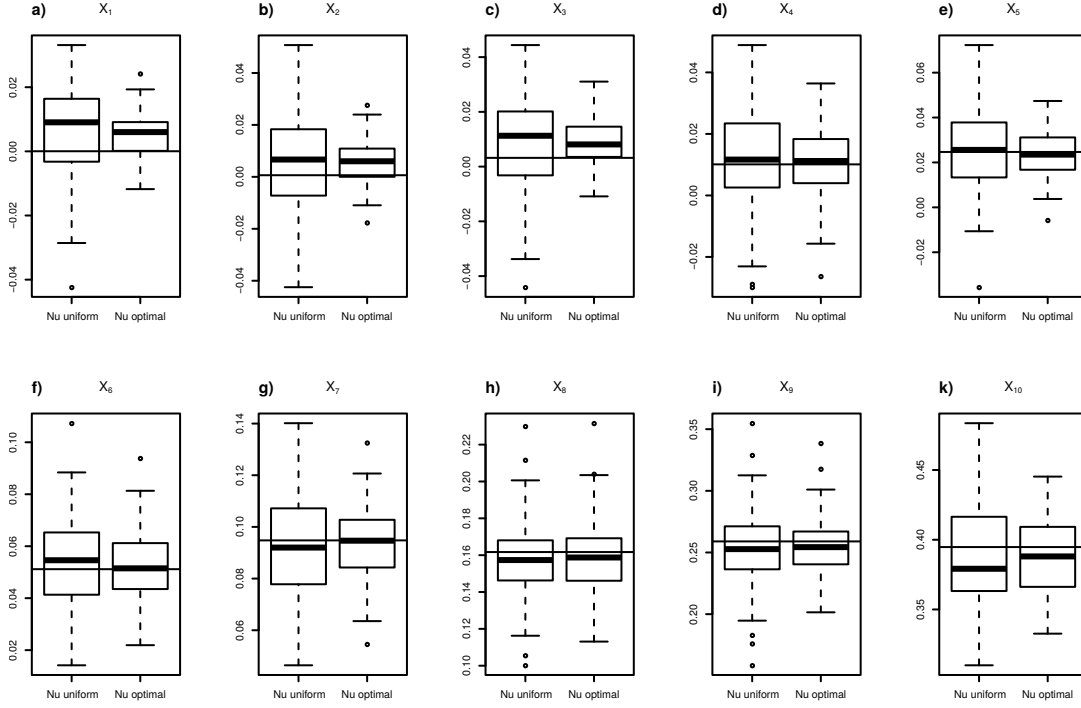 a) X₁
0.02
0.00
−0.02
−0.04
Nu uniform Nu optimal
b) X₂
0.04
0.02
0.00
−0.02
−0.04
Nu uniform Nu optimal
c) X₃
0.04
0.02
0.00
−0.02
−0.04
Nu uniform Nu optimal
d) X₄
0.04
0.02
0.00
−0.02
Nu uniform Nu optimal
e) X₅
0.06
0.04
0.02
0.00
−0.02
Nu uniform Nu optimal
f) X₆
0.10
0.08
0.06
0.04
0.02
Nu uniform Nu optimal
g) X₇
0.14
0.12
0.10
0.08
0.06
Nu uniform Nu optimal
h) X₈
0.22
0.20
0.18
0.16
0.14
0.12
0.10
Nu uniform Nu optimal
i) X₉
0.35
0.30
0.25
0.20
Nu uniform Nu optimal
k) X₁₀
0.45
0.40
0.35
Nu uniform Nu optimal